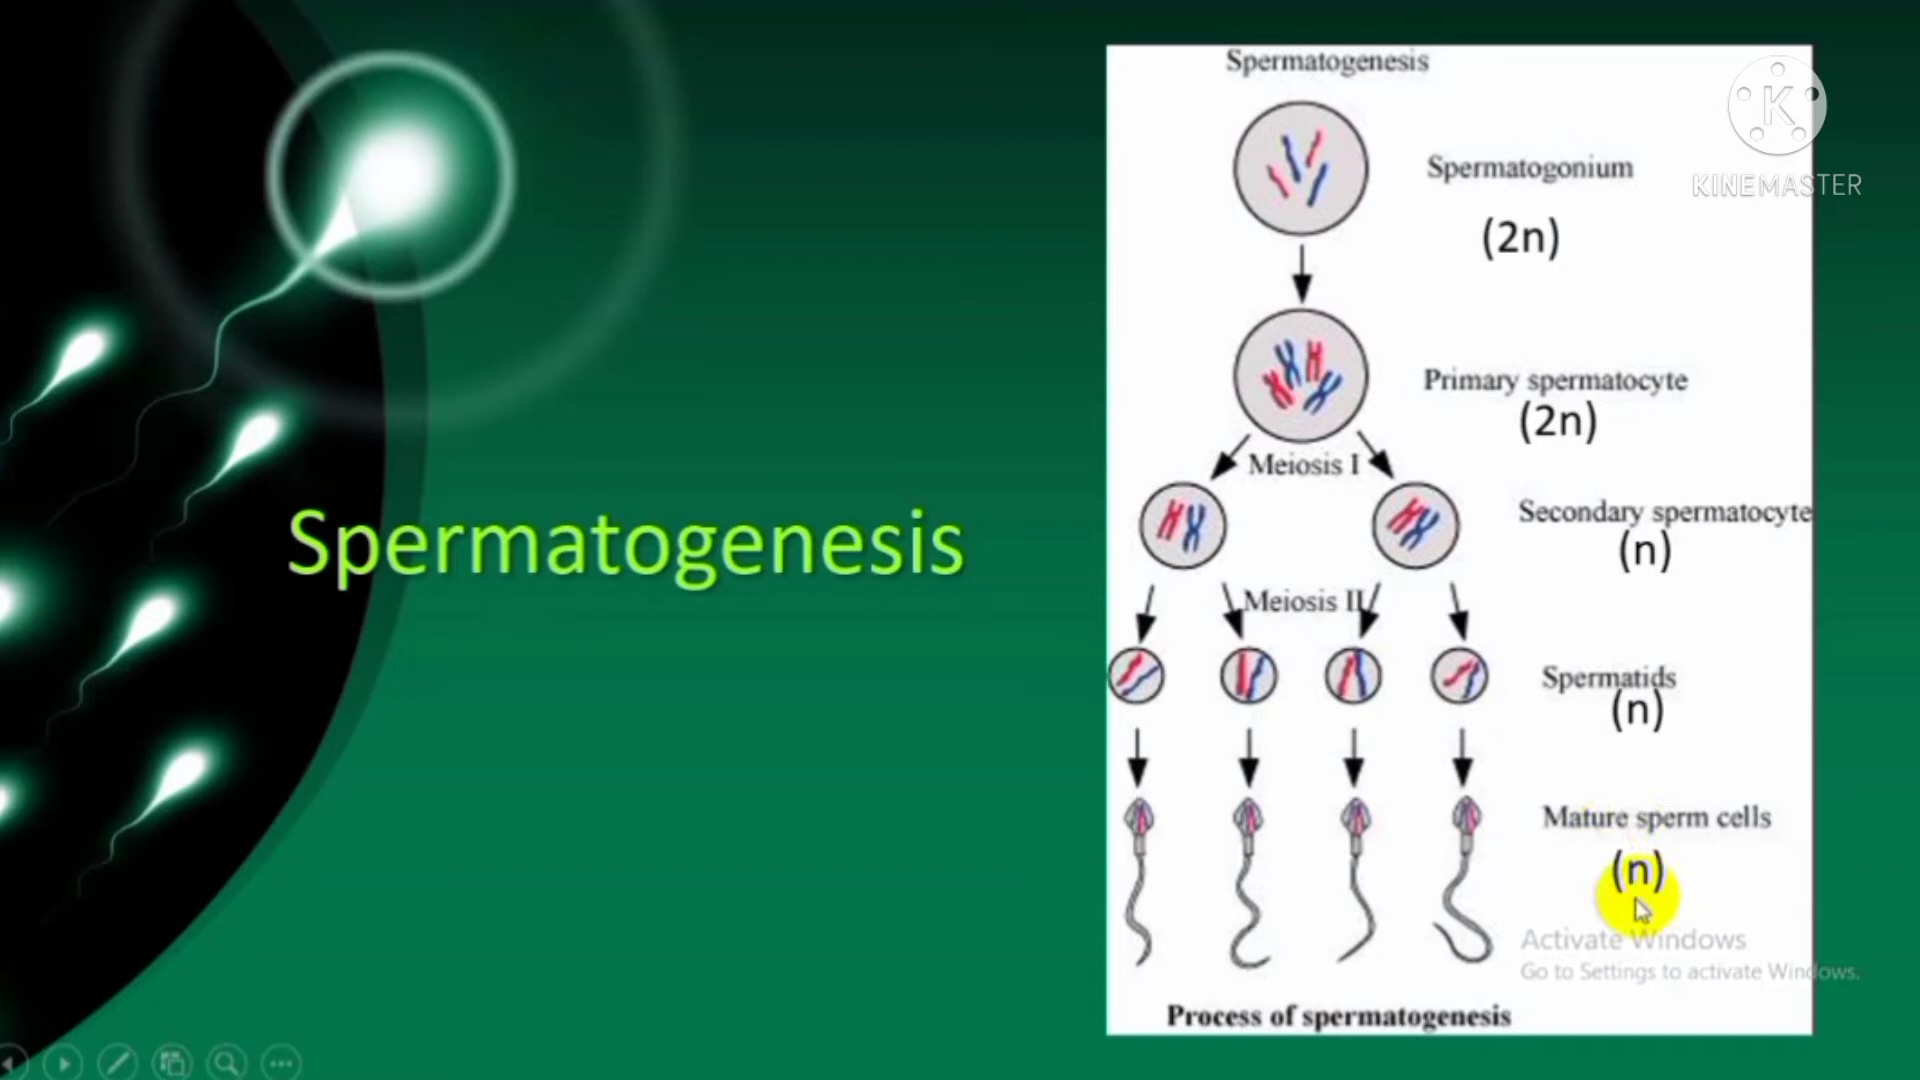 Spermatogenesis
Spermatogenesis
Spermatogonium
(2n)
Primary spermatocyte
(2n)
Meiosis I
Secondary spermatocyte
(n)
Meiosis II
Spermatids
(n)
Mature sperm cells
(n)
Process of spermatogenesis
K
KINEMASTER
Activate Windows
Go to Settings to activate Windows.